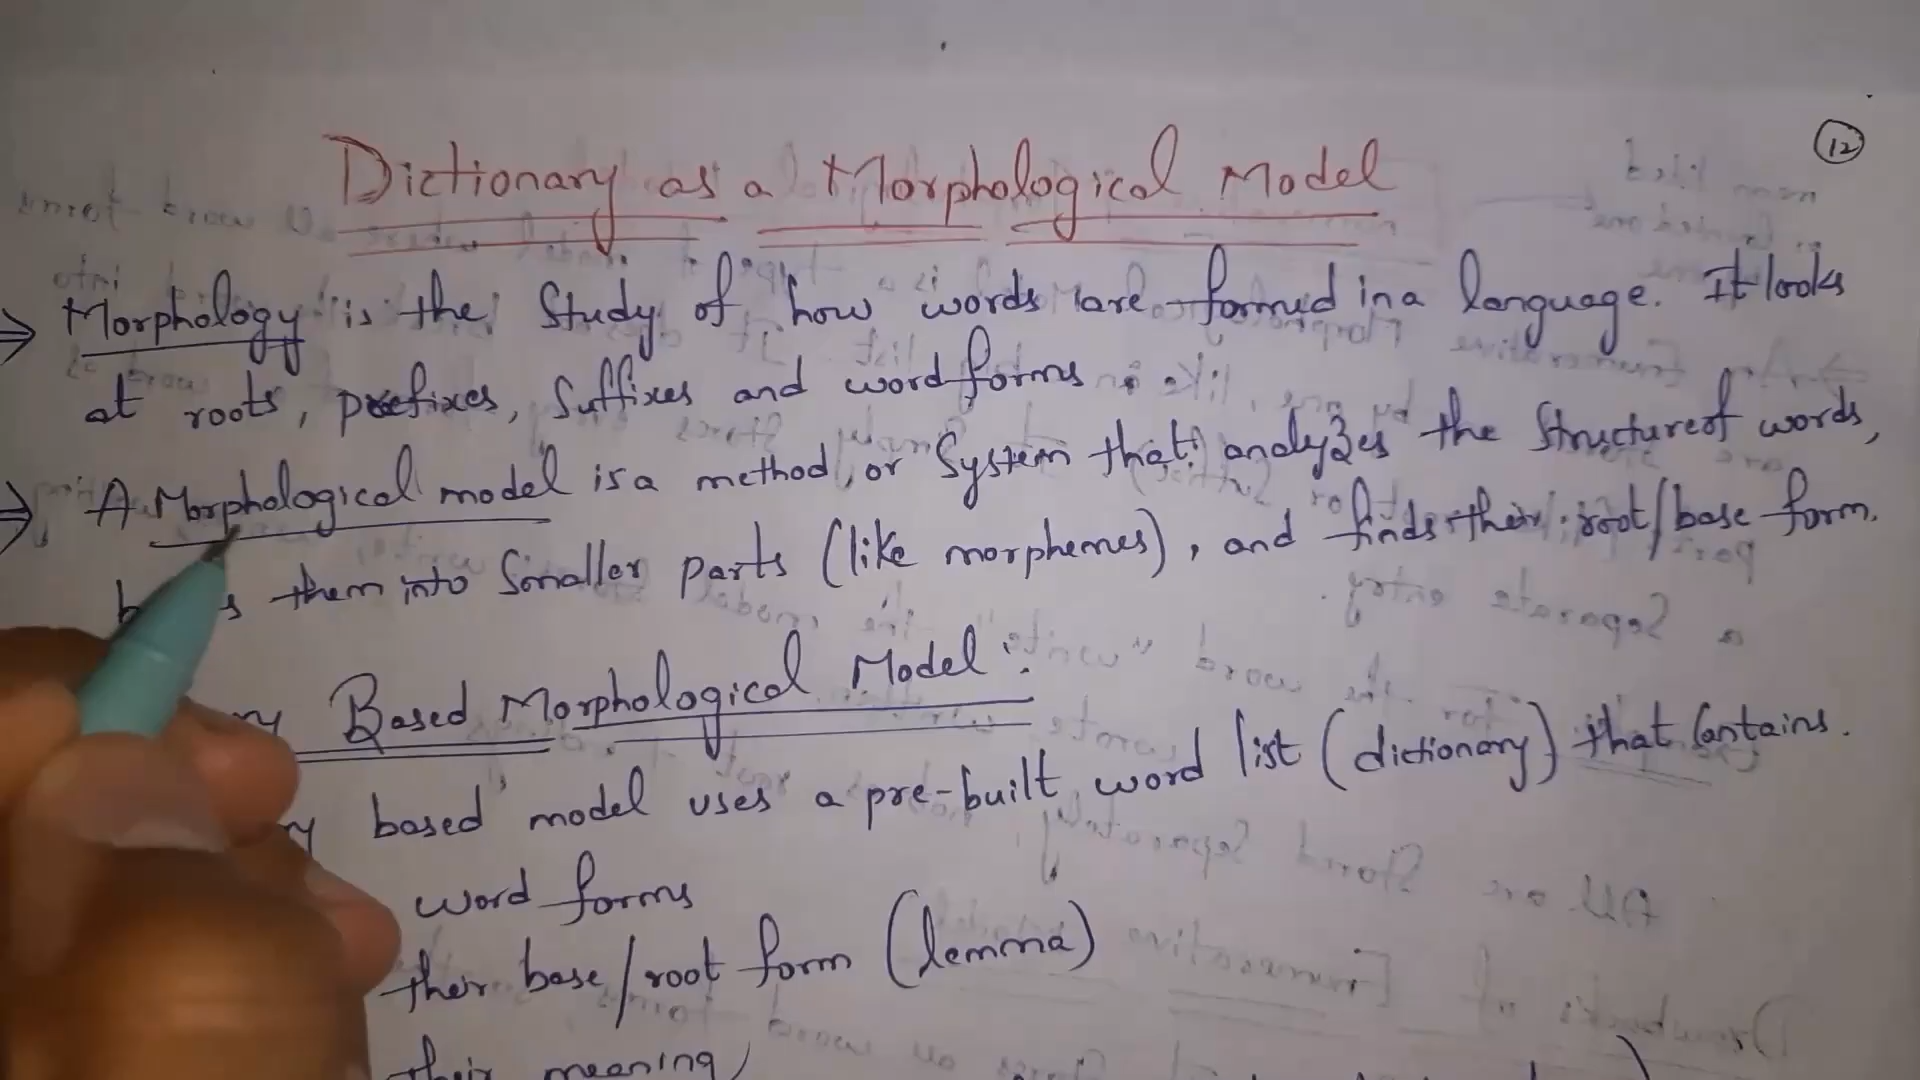 12
Dictionary as a Morphological Model
⇒ Morphology is the study of how words are formed in a language. It looks
at roots, prefixes, suffixes and word forms.
⇒ A Morphological model is a method or system that analyzes the structure of words,
them into smaller parts (like morphemes), and finds their root/base form.
Based Morphological Model :
based model uses a pre-built word list (dictionary) that contains.
word forms
their base/root form (lemma)
their meaning